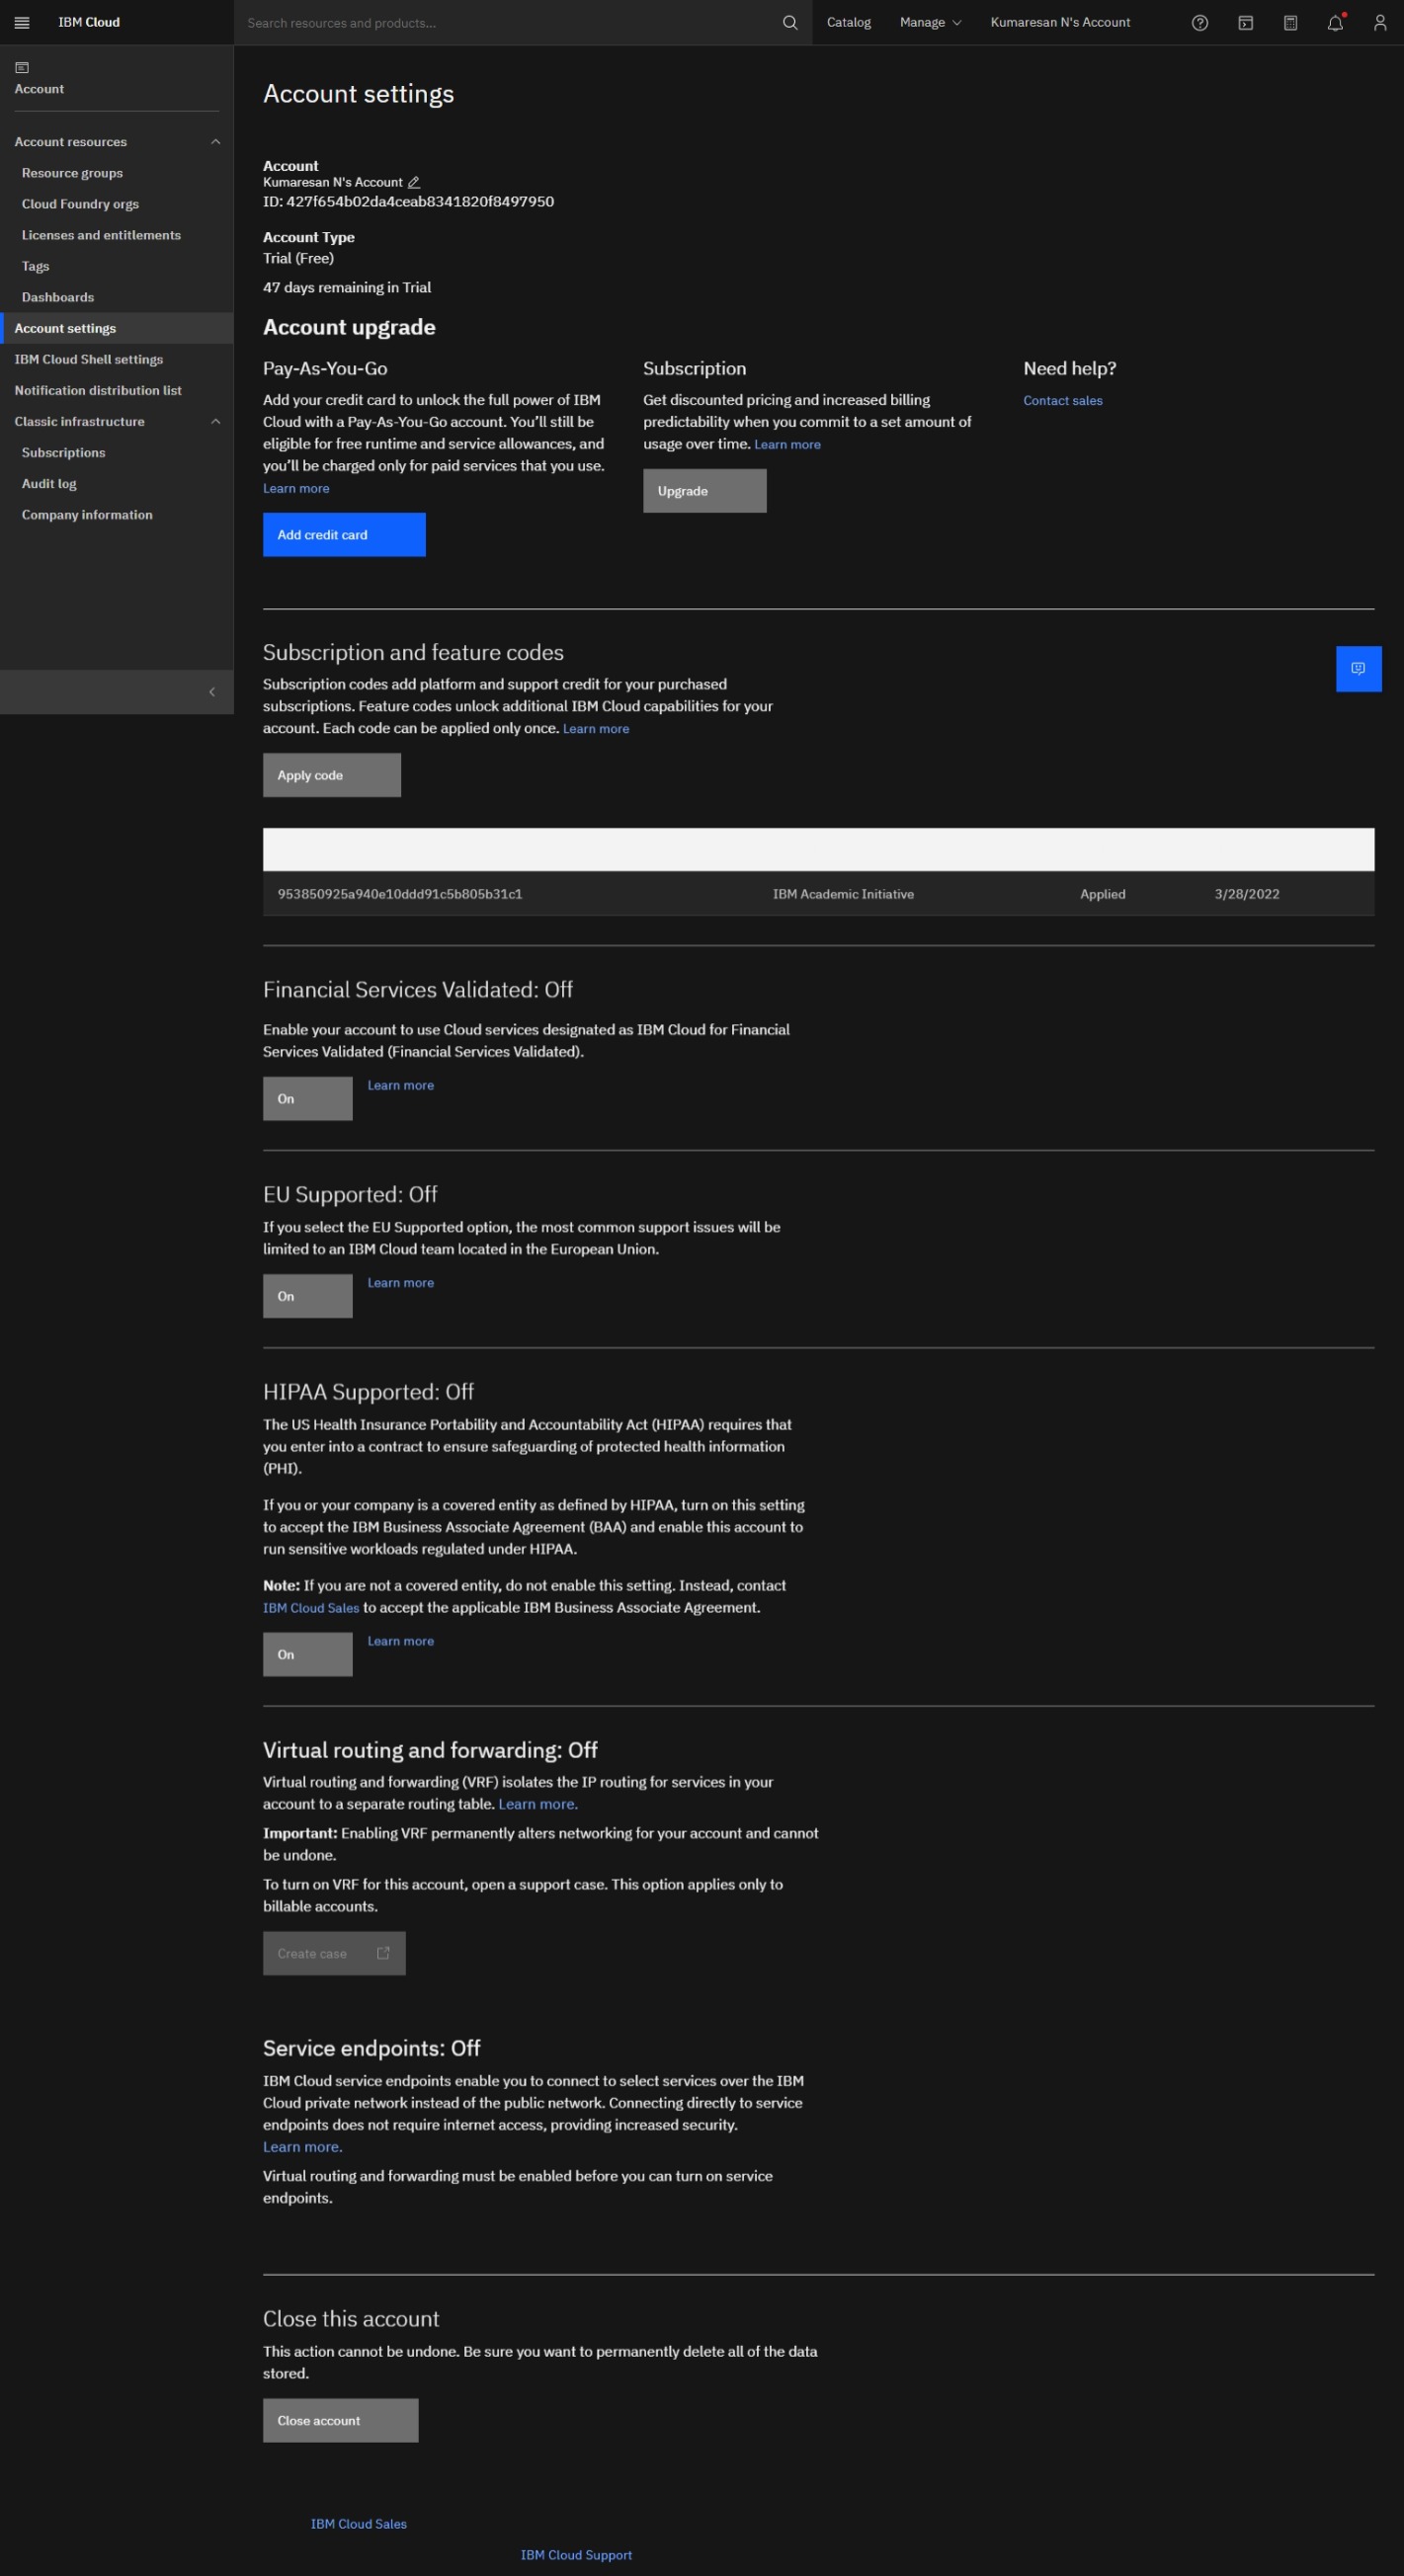 IBM Cloud
Search resources and products...
Catalog
Manage
Kumaresan N's Account
Account
Account resources
Resource groups
Cloud Foundry orgs
Licenses and entitlements
Tags
Dashboards
Account settings
IBM Cloud Shell settings
Notification distribution list
Classic infrastructure
Subscriptions
Audit log
Company information
Account settings
Account
Kumaresan N's Account
ID: 427f654b02da4ceab8341820f8497950
Account Type
Trial (Free)
47 days remaining in Trial
Account upgrade
Pay-As-You-Go
Add your credit card to unlock the full power of IBM
Cloud with a Pay-As-You-Go account. You’ll still be
eligible for free runtime and service allowances, and
you’ll be charged only for paid services that you use.
Learn more
Add credit card
Subscription
Get discounted pricing and increased billing
predictability when you commit to a set amount of
usage over time. Learn more
Upgrade
Need help?
Contact sales
Subscription and feature codes
Subscription codes add platform and support credit for your purchased
subscriptions. Feature codes unlock additional IBM Cloud capabilities for your
account. Each code can be applied only once. Learn more
Apply code
953850925a940e10ddd91c5b805b31c1 IBM Academic Initiative Applied 3/28/2022
Financial Services Validated: Off
Enable your account to use Cloud services designated as IBM Cloud for Financial
Services Validated (Financial Services Validated).
On Learn more
EU Supported: Off
If you select the EU Supported option, the most common support issues will be
limited to an IBM Cloud team located in the European Union.
On Learn more
HIPAA Supported: Off
The US Health Insurance Portability and Accountability Act (HIPAA) requires that
you enter into a contract to ensure safeguarding of protected health information
(PHI).
If you or your company is a covered entity as defined by HIPAA, turn on this setting
to accept the IBM Business Associate Agreement (BAA) and enable this account to
run sensitive workloads regulated under HIPAA.
Note: If you are not a covered entity, do not enable this setting. Instead, contact
IBM Cloud Sales to accept the applicable IBM Business Associate Agreement.
On Learn more
Virtual routing and forwarding: Off
Virtual routing and forwarding (VRF) isolates the IP routing for services in your
account to a separate routing table. Learn more.
Important: Enabling VRF permanently alters networking for your account and cannot
be undone.
To turn on VRF for this account, open a support case. This option applies only to
billable accounts.
Create case
Service endpoints: Off
IBM Cloud service endpoints enable you to connect to select services over the IBM
Cloud private network instead of the public network. Connecting directly to service
endpoints does not require internet access, providing increased security.
Learn more.
Virtual routing and forwarding must be enabled before you can turn on service
endpoints.
Close this account
This action cannot be undone. Be sure you want to permanently delete all of the data
stored.
Close account
IBM Cloud Sales
IBM Cloud Support